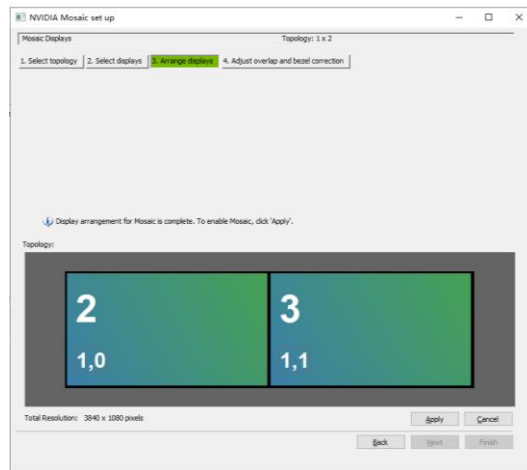 NVIDIA Mosaic set up
Mosaic Displays Topology: 1 x 2
1. Select topology 2. Select displays 3. Arrange displays 4. Adjust overlap and bezel correction
Display arrangement for Mosaic is complete. To enable Mosaic, click 'Apply'.
Topology:
2 3
1,0 1,1
Total Resolution: 3840 x 1080 pixels Apply Cancel
Back Next Finish